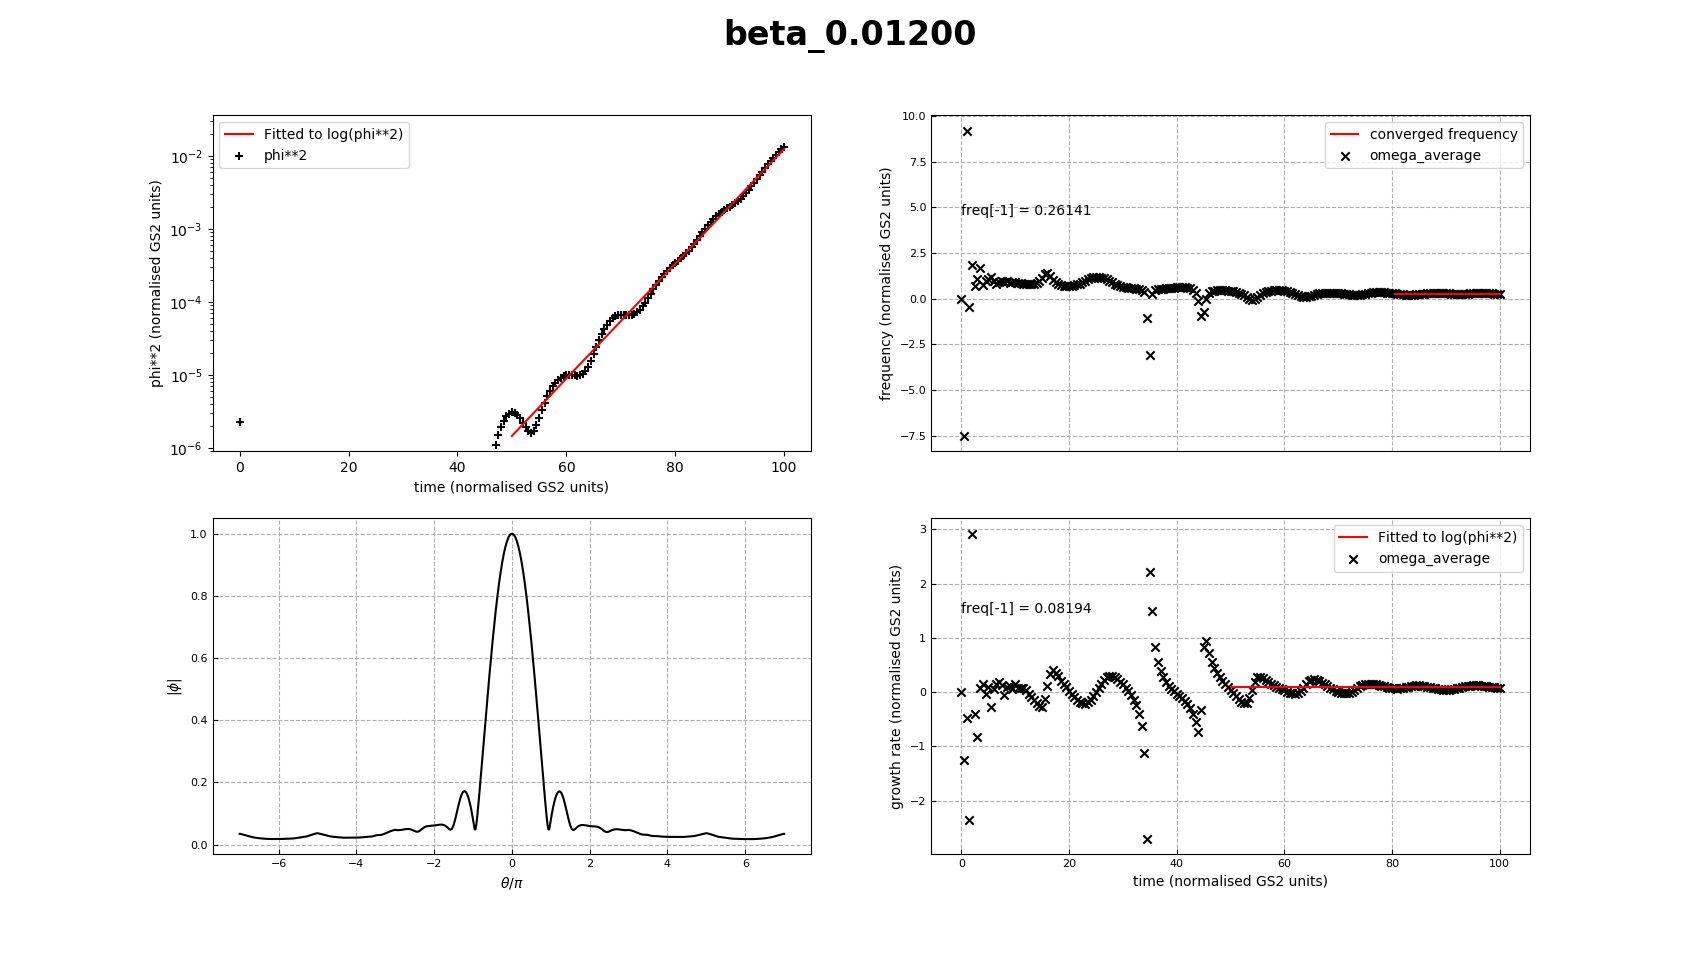 beta_0.01200
Fitted to log(phi**2)
phi**2
phi**2 (normalised GS2 units)
10^-2
10^-3
10^-4
10^-5
10^-6
0 20 40 60 80 100
time (normalised GS2 units)
converged frequency
omega_average
freq[-1] = 0.26141
frequency (normalised GS2 units)
10.0
7.5
5.0
2.5
0.0
−2.5
−5.0
−7.5
|ϕ|
1.0
0.8
0.6
0.4
0.2
0.0
−6 −4 −2 0 2 4 6
θ/π
Fitted to log(phi**2)
omega_average
freq[-1] = 0.08194
growth rate (normalised GS2 units)
3
2
1
0
−1
−2
0 20 40 60 80 100
time (normalised GS2 units)